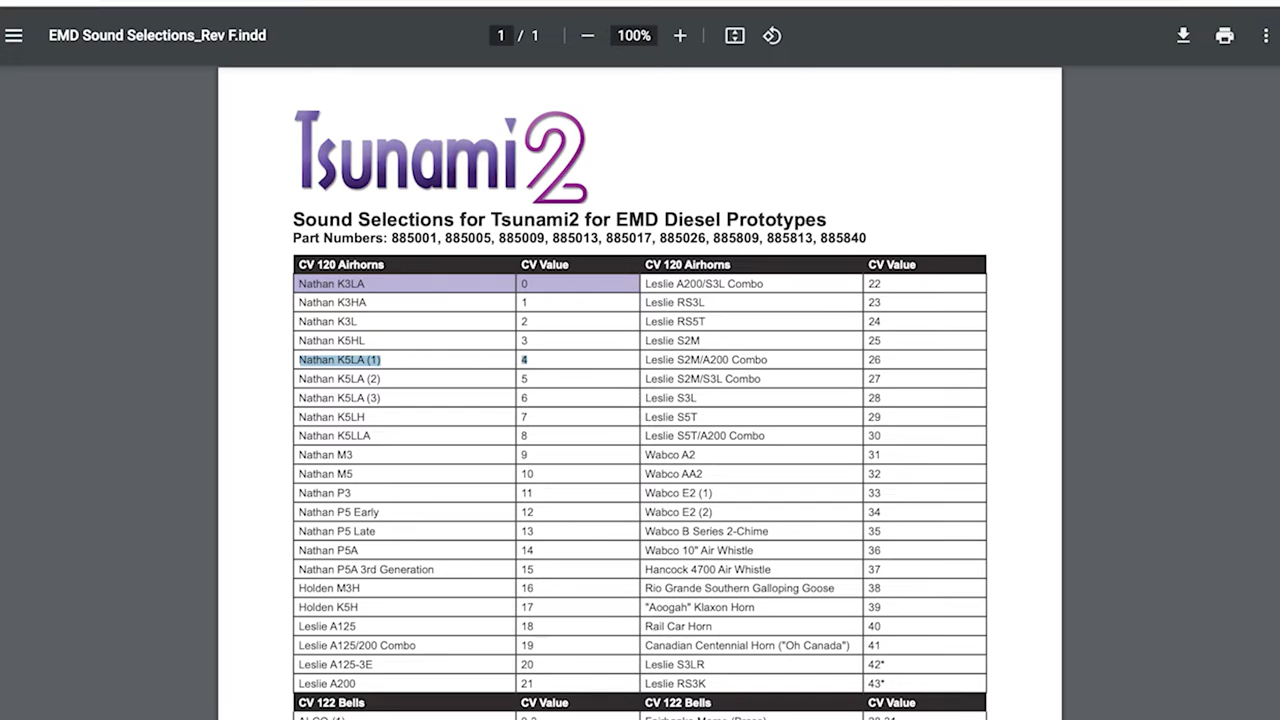 EMD Sound Selections_Rev F.indd
1 / 1
100%
Tsunami2
Sound Selections for Tsunami2 for EMD Diesel Prototypes
Part Numbers: 885001, 885005, 885009, 885013, 885017, 885026, 885809, 885813, 885840
CV 120 Airhorns CV Value CV 120 Airhorns CV Value
Nathan K3LA 0 Leslie A200/S3L Combo 22
Nathan K3HA 1 Leslie RS3L 23
Nathan K3L 2 Leslie RS5T 24
Nathan K5HL 3 Leslie S2M 25
Nathan K5LA (1) 4 Leslie S2M/A200 Combo 26
Nathan K5LA (2) 5 Leslie S2M/S3L Combo 27
Nathan K5LA (3) 6 Leslie S3L 28
Nathan K5LH 7 Leslie S5T 29
Nathan K5LLA 8 Leslie S5T/A200 Combo 30
Nathan M3 9 Wabco A2 31
Nathan M5 10 Wabco AA2 32
Nathan P3 11 Wabco E2 (1) 33
Nathan P5 Early 12 Wabco E2 (2) 34
Nathan P5 Late 13 Wabco B Series 2-Chime 35
Nathan P5A 14 Wabco 10" Air Whistle 36
Nathan P5A 3rd Generation 15 Hancock 4700 Air Whistle 37
Holden M3H 16 Rio Grande Southern Galloping Goose 38
Holden K5H 17 "Aoogah" Klaxon Horn 39
Leslie A125 18 Rail Car Horn 40
Leslie A125/200 Combo 19 Canadian Centennial Horn ("Oh Canada") 41
Leslie A125-3E 20 Leslie S3LR 42*
Leslie A200 21 Leslie RS3K 43*
CV 122 Bells CV Value CV 122 Bells CV Value